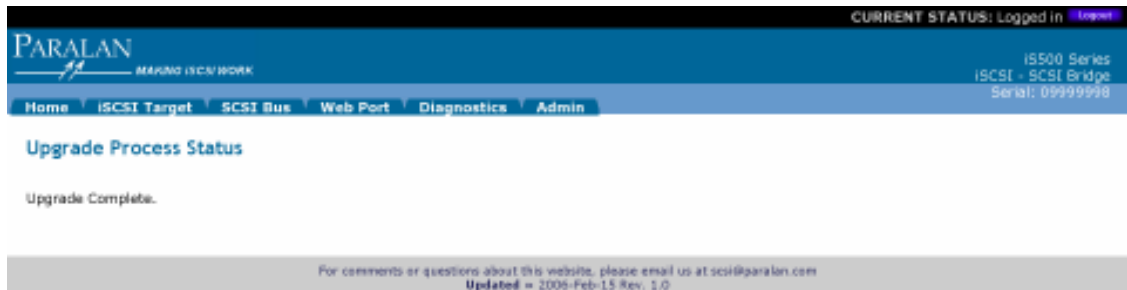 CURRENT STATUS: Logged in Logout
PARALAN
MAKING ISCSI WORK
iS500 Series
iSCSI - SCSI Bridge
Serial: 09999998
Home iSCSI Target SCSI Bus Web Port Diagnostics Admin
Upgrade Process Status
Upgrade Complete.
For comments or questions about this website, please email us at scsi@paralan.com
Updated = 2006-Feb-15 Rev. 1.0